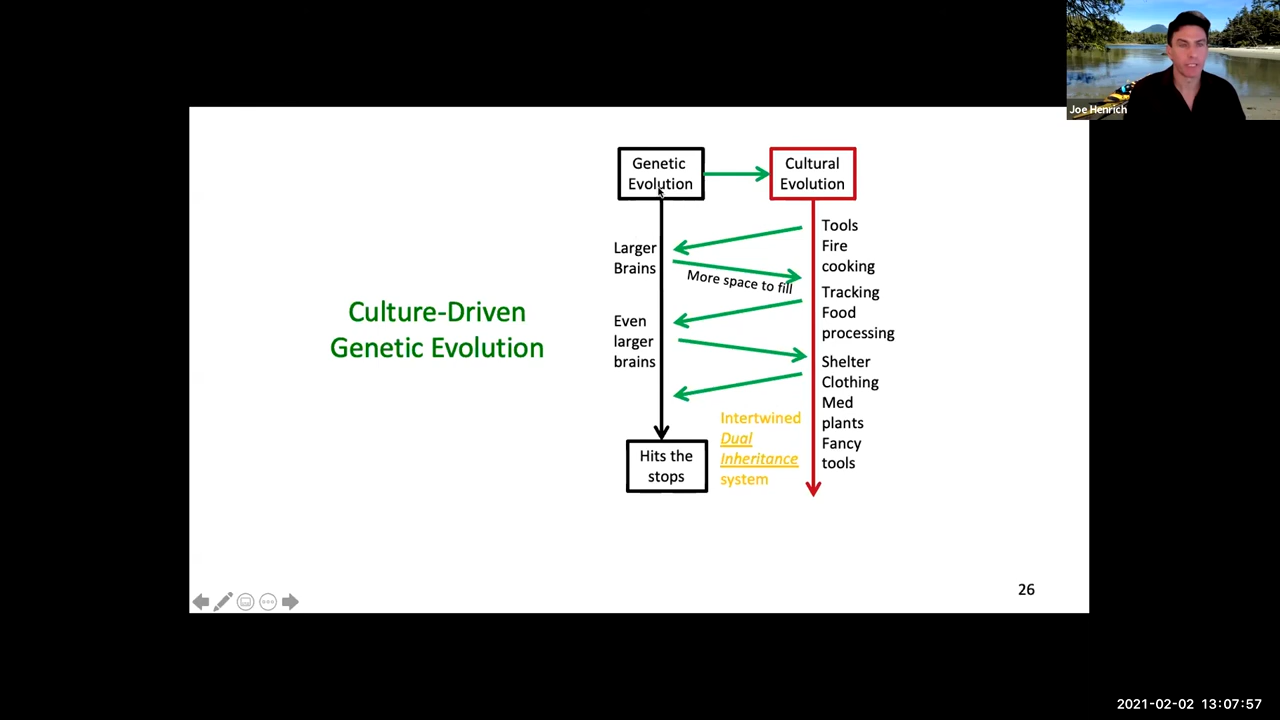 Joe Henrich
Genetic
Evolution
Cultural
Evolution
Larger
Brains
More space to fill
Even
larger
brains
Tools
Fire
cooking
Tracking
Food
processing
Shelter
Clothing
Med
plants
Fancy
tools
Culture-Driven
Genetic Evolution
Intertwined
Dual
Inheritance
system
Hits the
stops
26
2021-02-02 13:07:57